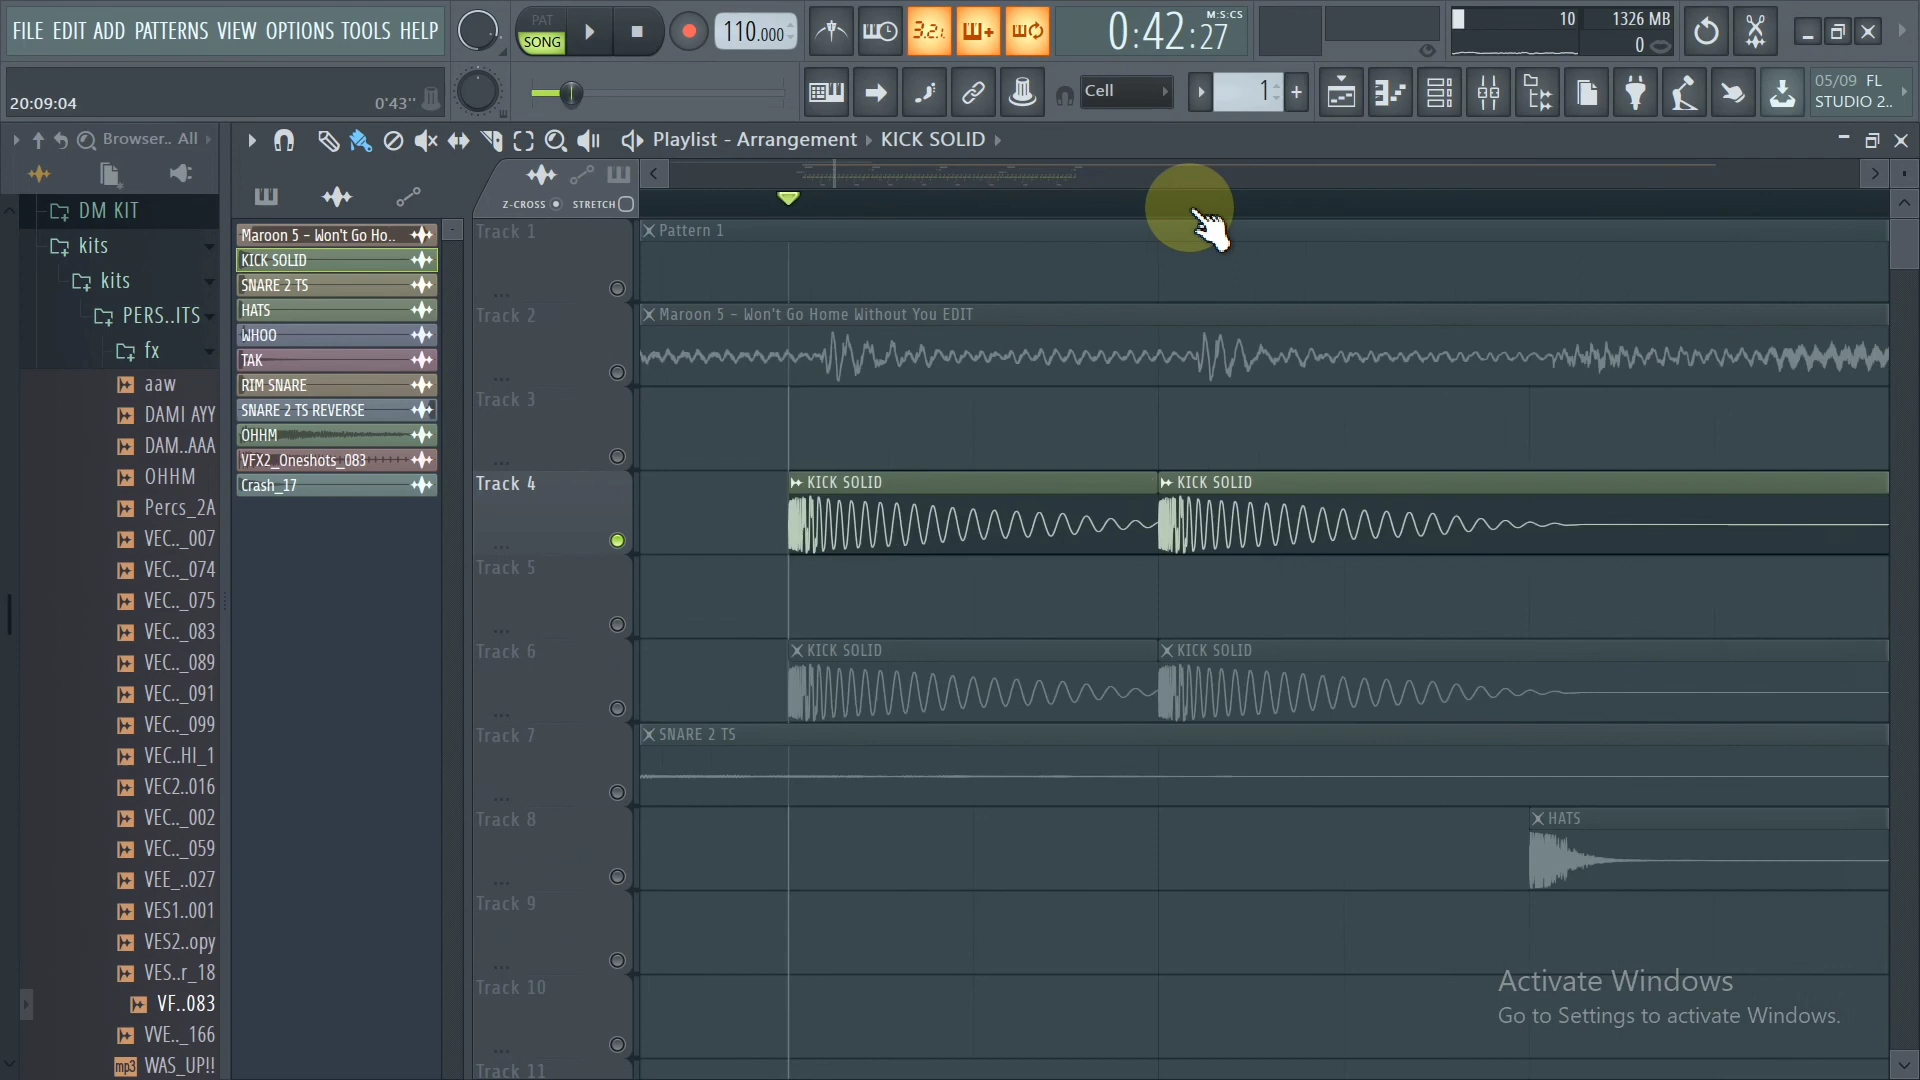 FILE EDIT ADD PATTERNS VIEW OPTIONS TOOLS HELP
PAT
SONG
110.000
3.2.1
0:42:27
M:S:CS
10
1326 MB
0
20:09:04
0'43"
Cell
1
05/09 FL
STUDIO 2..
Browser.. All
Playlist - Arrangement
KICK SOLID
Z-CROSS
STRETCH
DM KIT
kits
kits
PERS..ITS
fx
aaw
DAMI AYY
DAM..AAA
OHHM
Percs_2A
VEC.._007
VEC.._074
VEC.._075
VEC.._083
VEC.._089
VEC.._091
VEC.._099
VEC..HI_1
VEC2..016
VEC.._002
VEC.._059
VEE_..027
VES1..001
VES2..opy
VES..r_18
VF..083
VVE.._166
mp3 WAS_UP!!
Maroon 5 - Won't Go Ho..
KICK SOLID
SNARE 2 TS
HATS
WHOO
TAK
RIM SNARE
SNARE 2 TS REVERSE
OHHM
VFX2_Oneshots_083
Crash_17
Track 1
Pattern 1
Track 2
Maroon 5 - Won't Go Home Without You EDIT
Track 3
Track 4
KICK SOLID
KICK SOLID
Track 5
Track 6
KICK SOLID
KICK SOLID
Track 7
SNARE 2 TS
Track 8
HATS
Track 9
Track 10
Track 11
Activate Windows
Go to Settings to activate Windows.